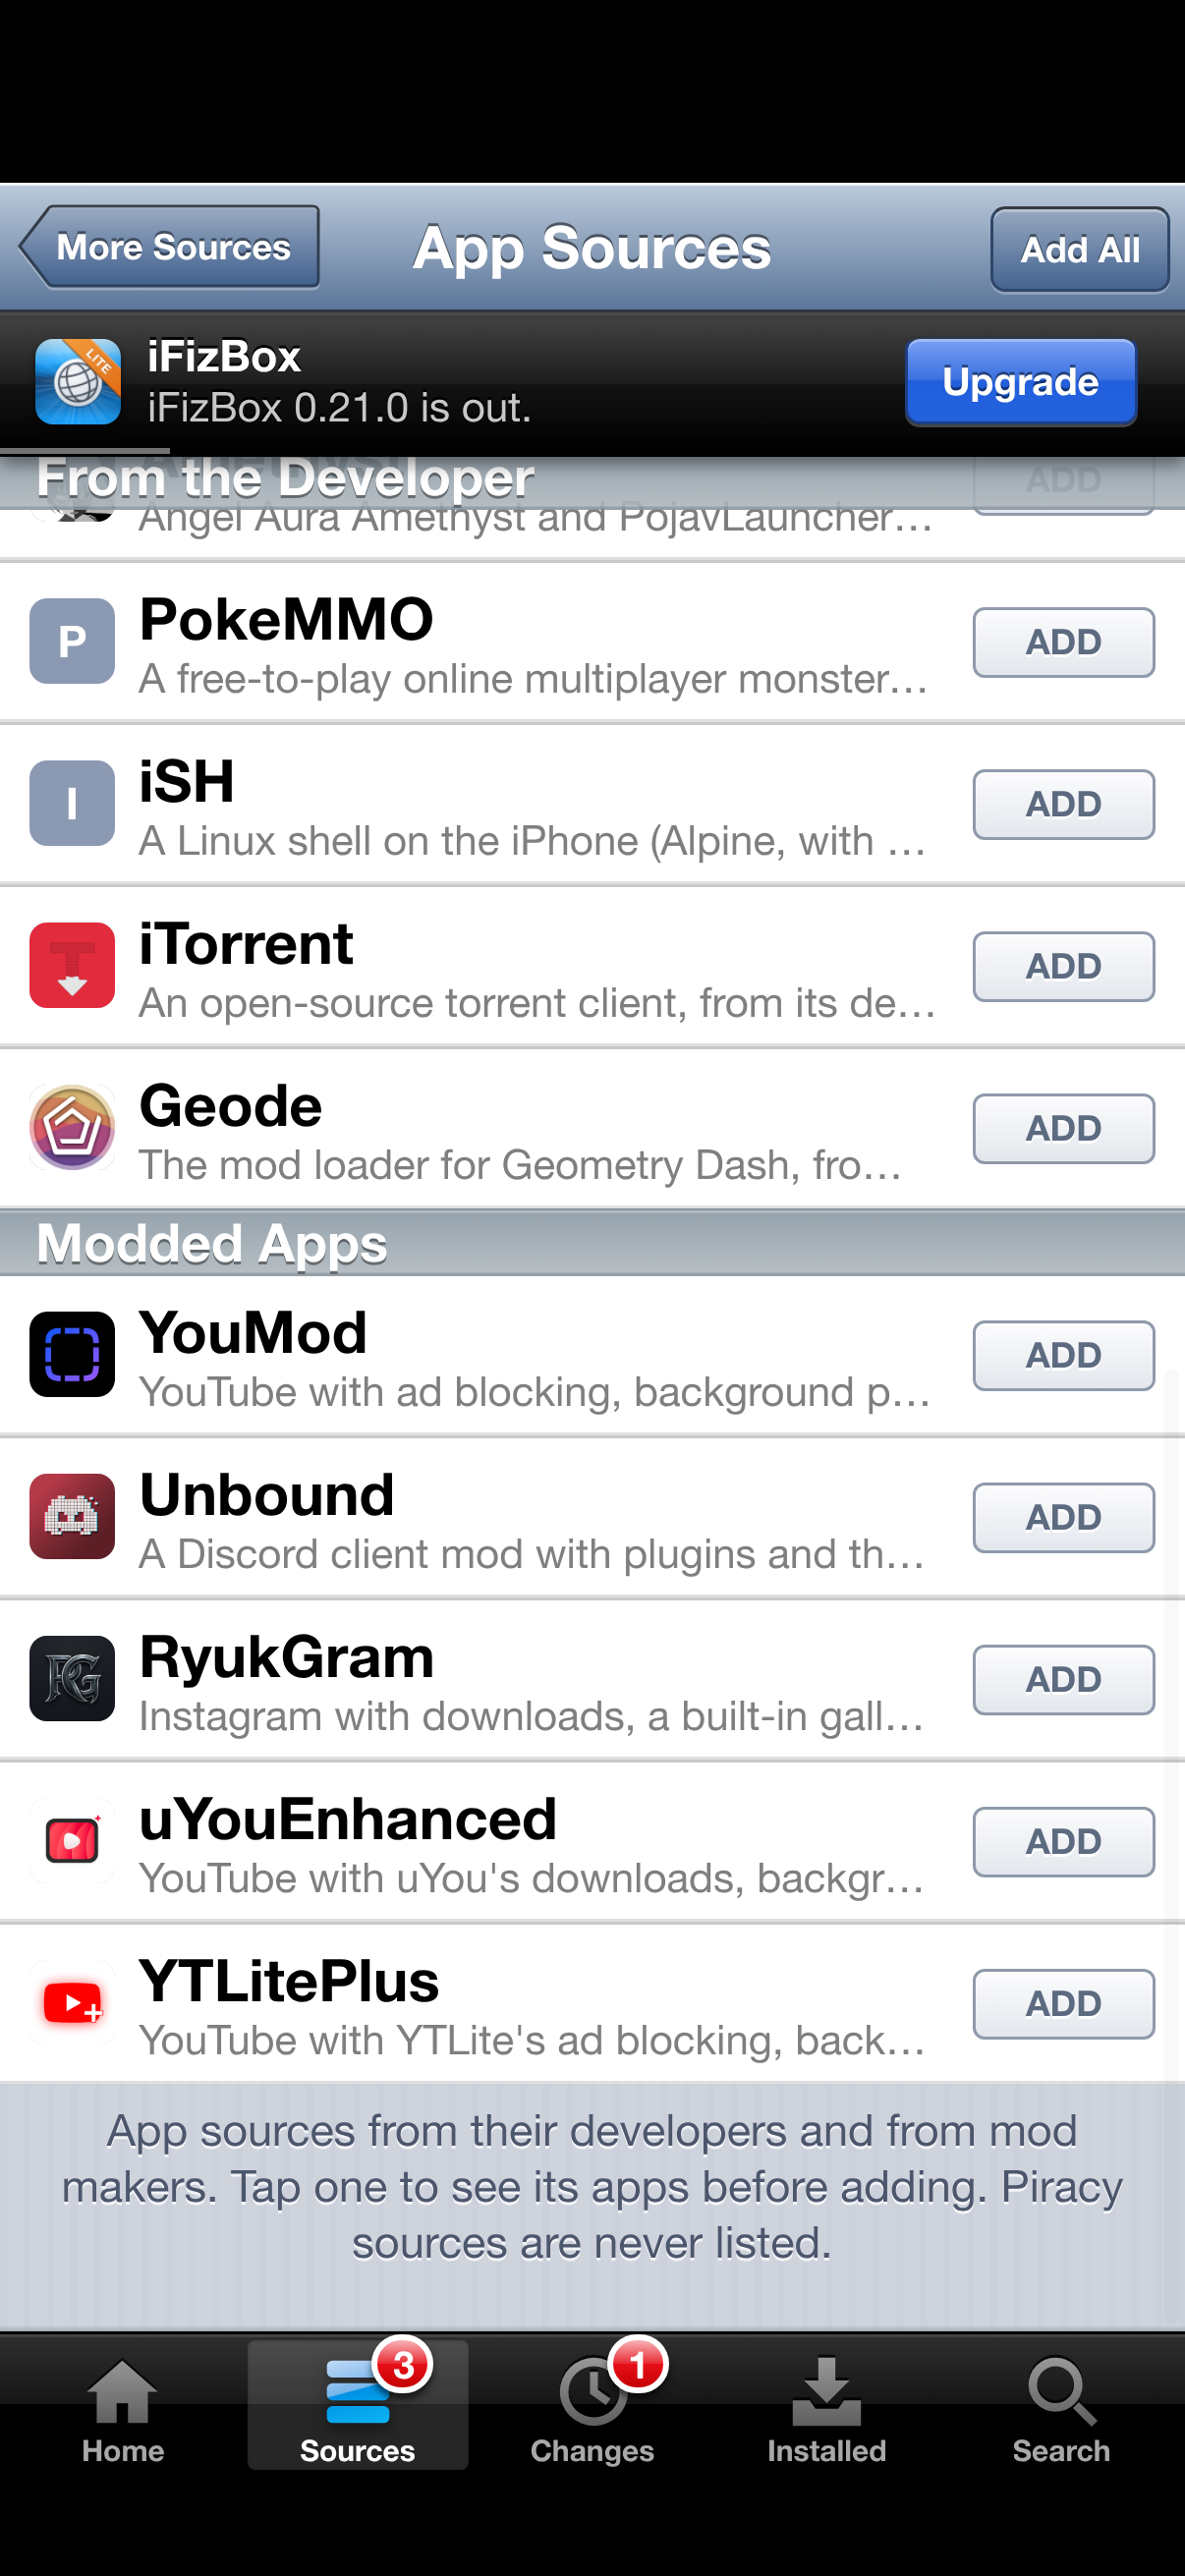 More Sources
App Sources
Add All
LITE
iFizBox
iFizBox 0.21.0 is out.
Upgrade
From the Developer
ADD
Angel Aura Amethyst and PojavLauncher…
P
PokeMMO
A free-to-play online multiplayer monster…
ADD
I
iSH
A Linux shell on the iPhone (Alpine, with …
ADD
iTorrent
An open-source torrent client, from its de…
ADD
Geode
The mod loader for Geometry Dash, fro…
ADD
Modded Apps
YouMod
YouTube with ad blocking, background p…
ADD
Unbound
A Discord client mod with plugins and th…
ADD
RG
RyukGram
Instagram with downloads, a built-in gall…
ADD
uYouEnhanced
YouTube with uYou's downloads, backgr…
ADD
YTLitePlus
YouTube with YTLite's ad blocking, back…
ADD
App sources from their developers and from mod
makers. Tap one to see its apps before adding. Piracy
sources are never listed.
3
1
Home
Sources
Changes
Installed
Search